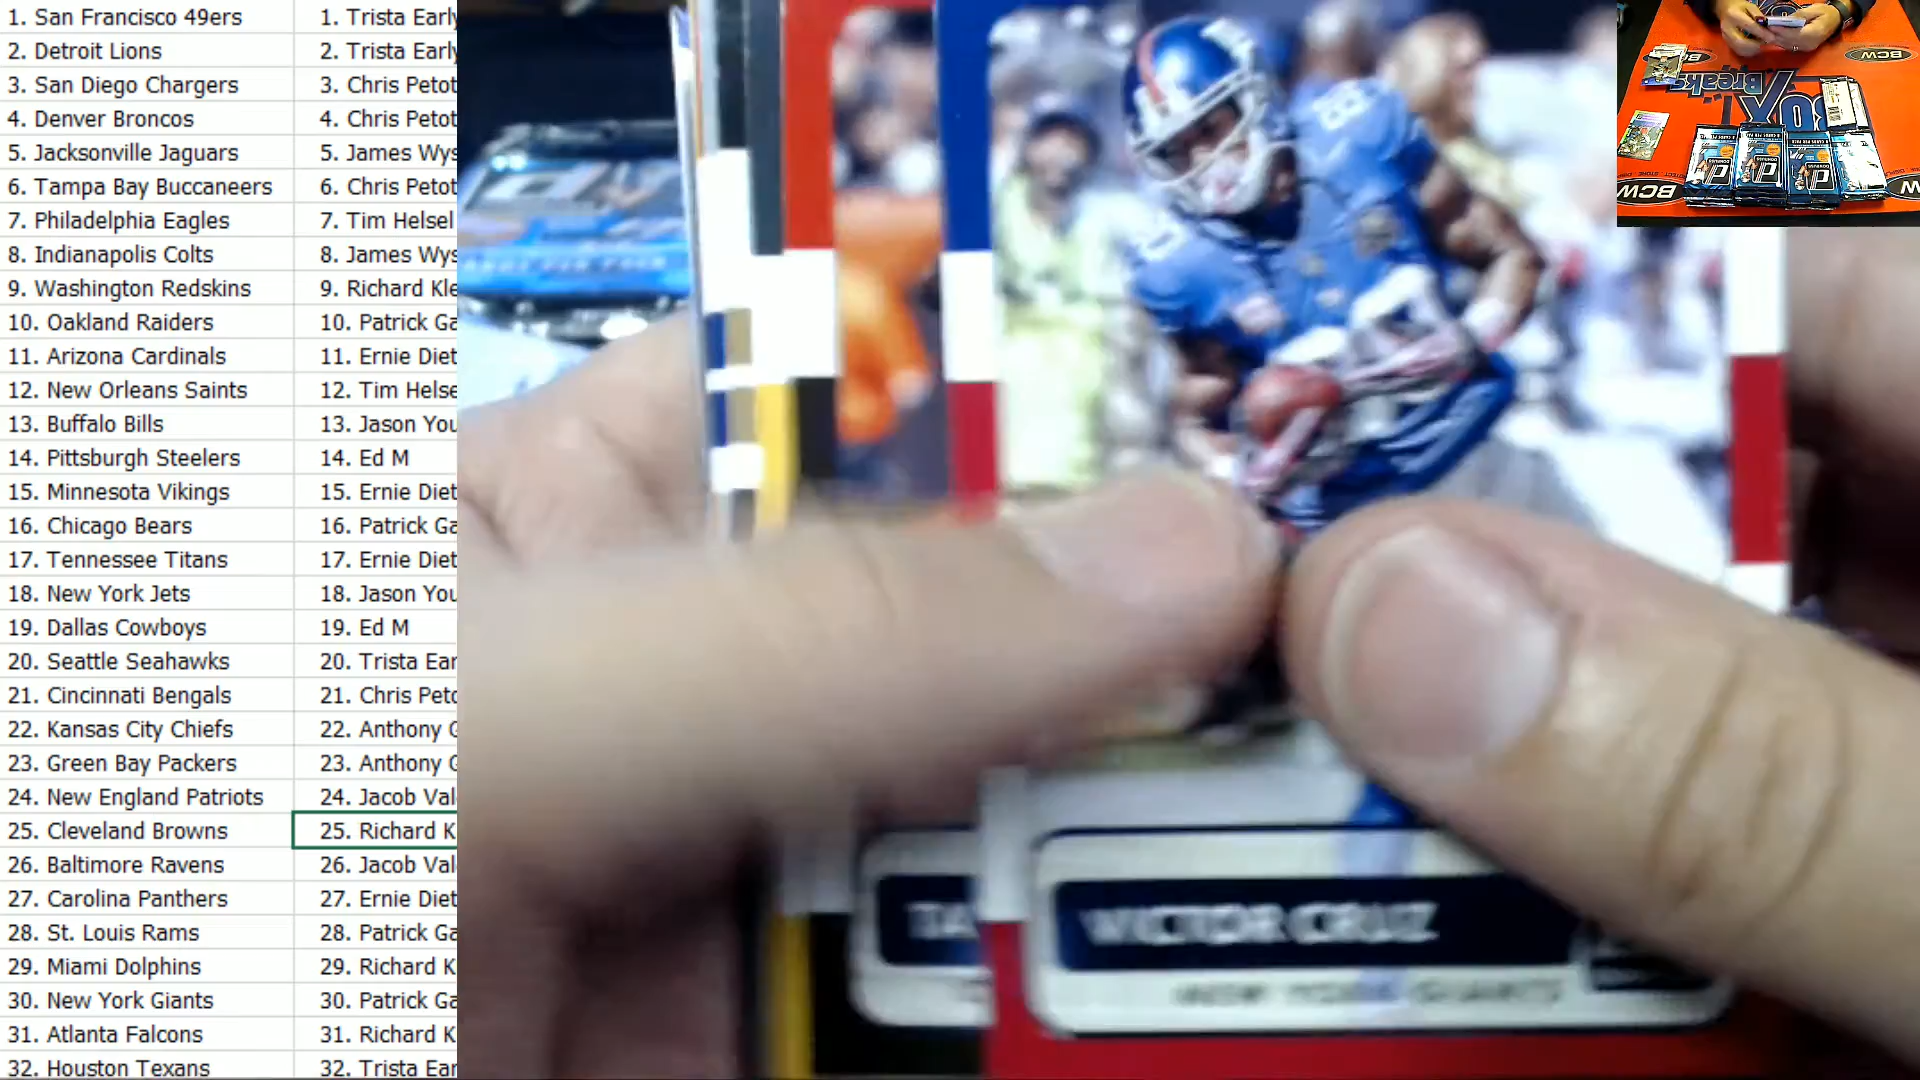 1. San Francisco 49ers 1. Trista Early
2. Detroit Lions 2. Trista Early
3. San Diego Chargers 3. Chris Petot
4. Denver Broncos 4. Chris Petot
5. Jacksonville Jaguars 5. James Wys
6. Tampa Bay Buccaneers 6. Chris Petot
7. Philadelphia Eagles 7. Tim Helsel
8. Indianapolis Colts 8. James Wys
9. Washington Redskins 9. Richard Kle
10. Oakland Raiders 10. Patrick Ga
11. Arizona Cardinals 11. Ernie Diet
12. New Orleans Saints 12. Tim Helse
13. Buffalo Bills 13. Jason You
14. Pittsburgh Steelers 14. Ed M
15. Minnesota Vikings 15. Ernie Diet
16. Chicago Bears 16. Patrick Ga
17. Tennessee Titans 17. Ernie Diet
18. New York Jets 18. Jason You
19. Dallas Cowboys 19. Ed M
20. Seattle Seahawks 20. Trista Ear
21. Cincinnati Bengals 21. Chris Peto
22. Kansas City Chiefs 22. Anthony G
23. Green Bay Packers 23. Anthony G
24. New England Patriots 24. Jacob Val
25. Cleveland Browns 25. Richard K
26. Baltimore Ravens 26. Jacob Val
27. Carolina Panthers 27. Ernie Diet
28. St. Louis Rams 28. Patrick Ga
29. Miami Dolphins 29. Richard K
30. New York Giants 30. Patrick Ga
31. Atlanta Falcons 31. Richard K
32. Houston Texans 32. Trista Ear
TA
VICTOR CRUZ
NEW YORK GIANTS
BCW
Box
Breaks
BCW